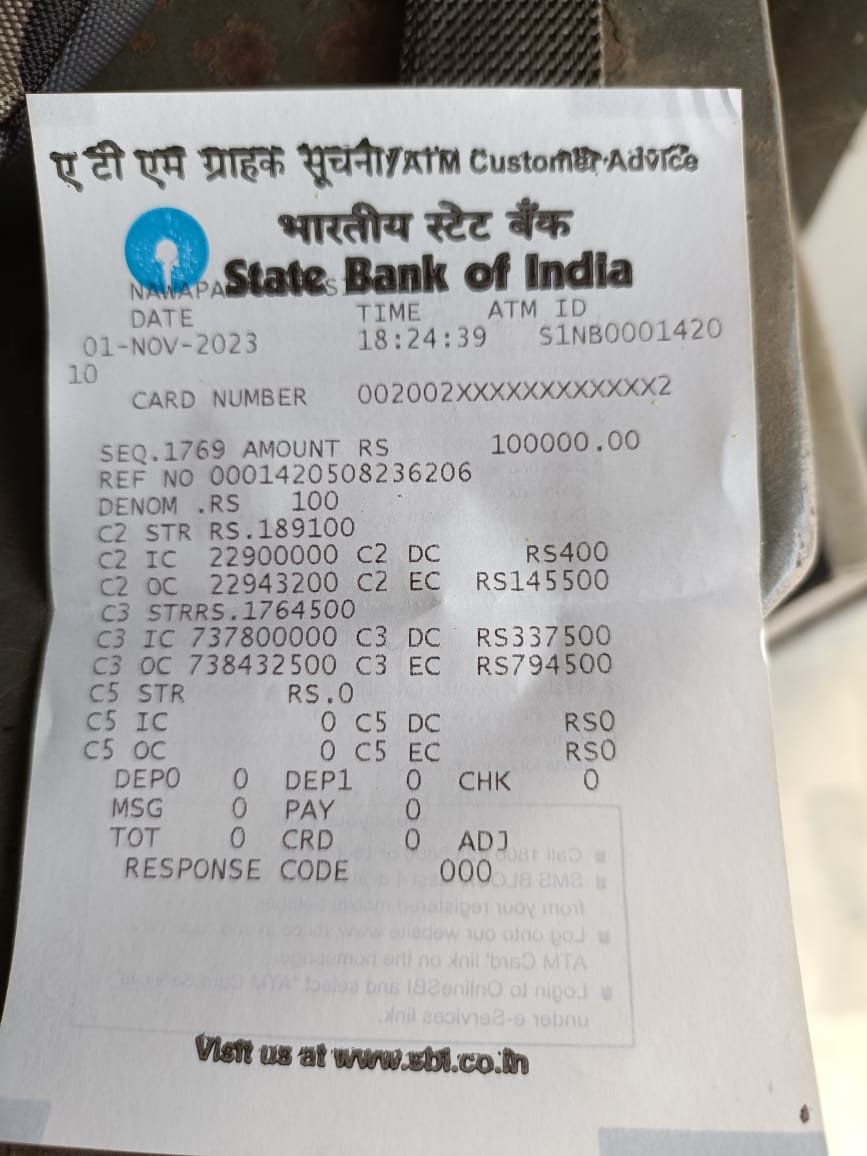 ए टी एम ग्राहक सूचना/ATM Customer Advice
भारतीय स्टेट बैंक
State Bank of India
DATE TIME ATM ID
01-NOV-2023 18:24:39 S1NB0001420
10
CARD NUMBER 002002XXXXXXXXXXXX2
SEQ.1769 AMOUNT RS 100000.00
REF NO 0001420508236206
DENOM .RS 100
C2 STR RS.189100
C2 IC 22900000 C2 DC RS400
C2 OC 22943200 C2 EC RS145500
C3 STRRS.1764500
C3 IC 737800000 C3 DC RS337500
C3 OC 738432500 C3 EC RS794500
C5 STR RS.0
C5 IC 0 C5 DC RS0
C5 OC 0 C5 EC RS0
DEP0 0 DEP1 0 CHK 0
MSG 0 PAY 0
TOT 0 CRD 0 ADJ
RESPONSE CODE 000
Visit us at www.sbi.co.in